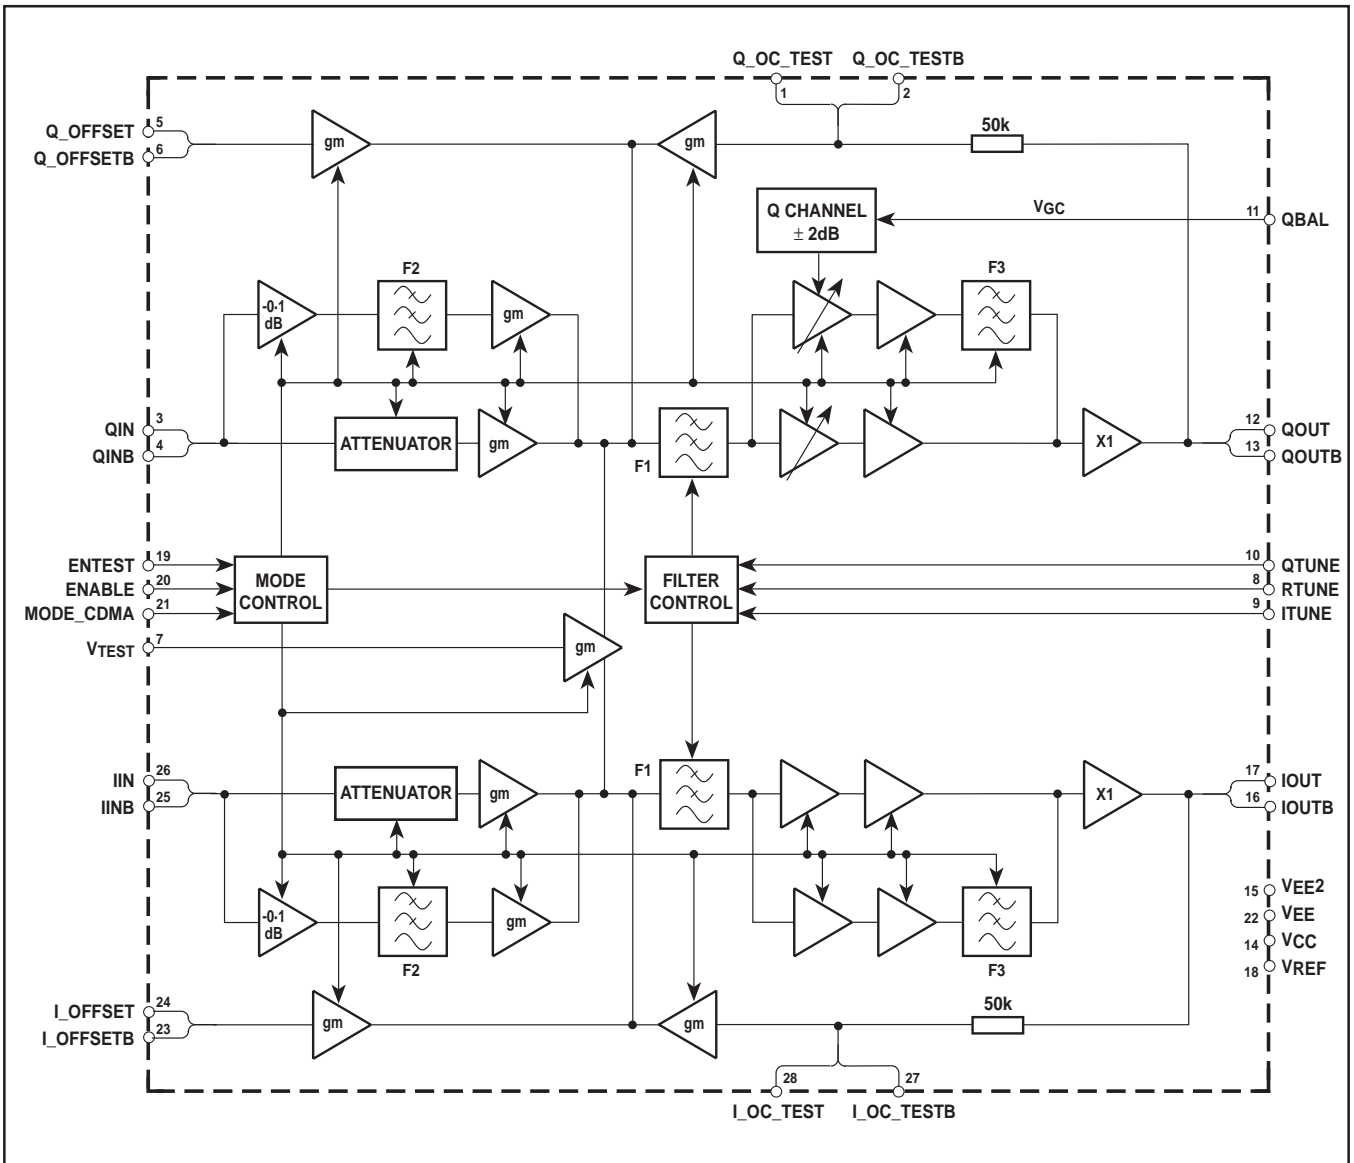 Q_OC_TEST Q_OC_TESTB
1 2
Q_OFFSET 5
Q_OFFSETB 6
gm
gm
50k
Q CHANNEL
± 2dB
VGC
11 QBAL
F2
F3
-0·1
dB
gm
QIN 3
QINB 4
ATTENUATOR
gm
F1
X1
12 QOUT
13 QOUTB
ENTEST 19
ENABLE 20
MODE_CDMA 21
MODE
CONTROL
FILTER
CONTROL
10 QTUNE
8 RTUNE
9 ITUNE
VTEST 7
gm
IIN 26
IINB 25
ATTENUATOR
gm
F1
X1
17 IOUT
16 IOUTB
-0·1
dB
F2
gm
F3
15 VEE2
22 VEE
14 VCC
18 VREF
I_OFFSET 24
I_OFFSETB 23
gm
gm
50k
28 27
I_OC_TEST I_OC_TESTB